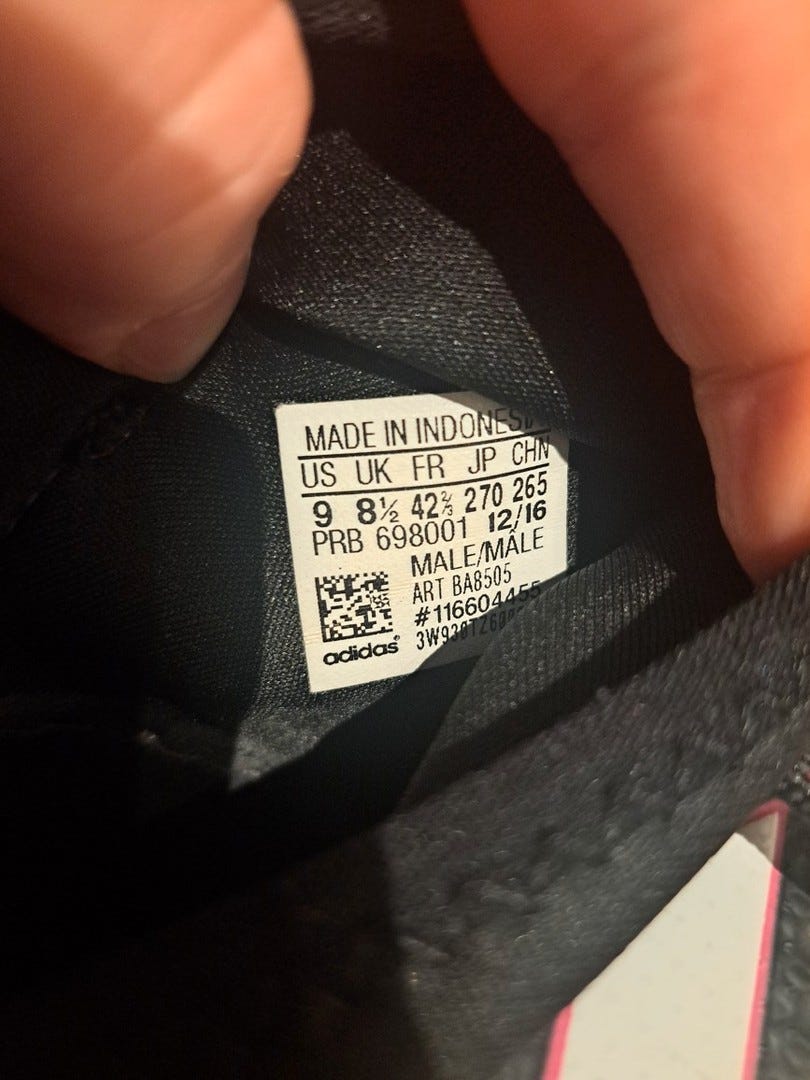 MADE IN INDONES
US UK FR JP CHN
9 8½ 42⅔ 270 265
PRB 698001 12/16
MALE/MÂLE
ART BA8505
#116604455
adidas